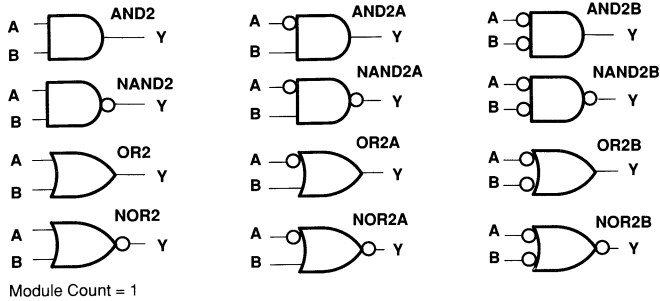 AND2
A
B
Y
AND2A
A
B
Y
AND2B
A
B
Y
NAND2
A
B
Y
NAND2A
A
B
Y
NAND2B
A
B
Y
OR2
A
B
Y
OR2A
A
B
Y
OR2B
A
B
Y
NOR2
A
B
Y
NOR2A
A
B
Y
NOR2B
A
B
Y
Module Count = 1